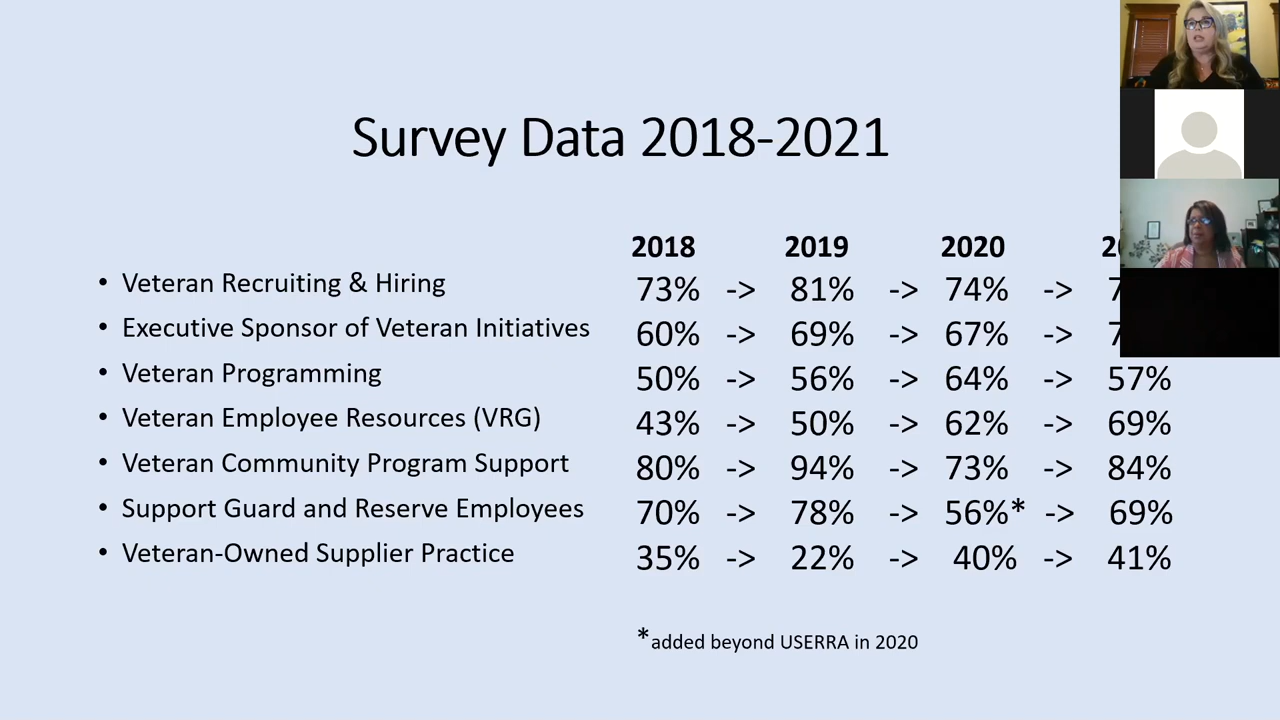 Survey Data 2018-2021
2018 2019 2020
• Veteran Recruiting & Hiring 73% -> 81% -> 74% ->
• Executive Sponsor of Veteran Initiatives 60% -> 69% -> 67% ->
• Veteran Programming 50% -> 56% -> 64% -> 57%
• Veteran Employee Resources (VRG) 43% -> 50% -> 62% -> 69%
• Veteran Community Program Support 80% -> 94% -> 73% -> 84%
• Support Guard and Reserve Employees 70% -> 78% -> 56%* -> 69%
• Veteran-Owned Supplier Practice 35% -> 22% -> 40% -> 41%
*added beyond USERRA in 2020